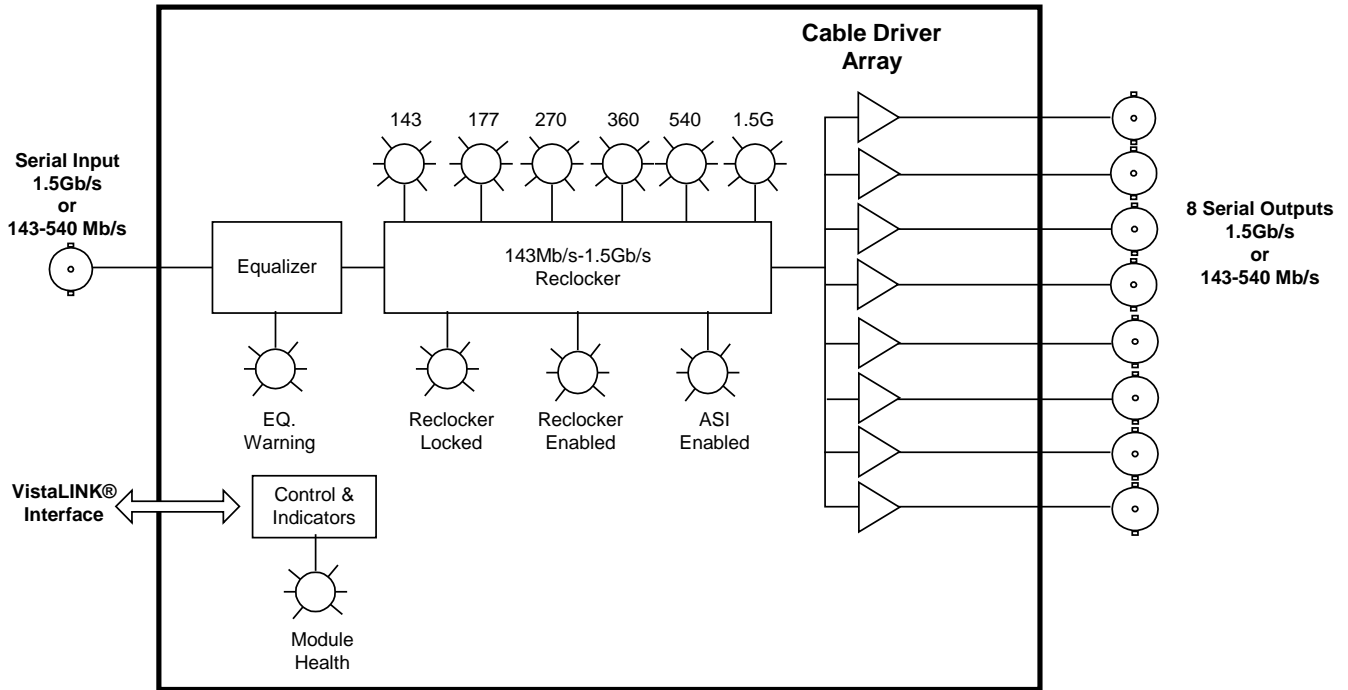 Cable Driver
Array
143
177
270
360
540
1.5G
Serial Input
1.5Gb/s
or
143-540 Mb/s
Equalizer
143Mb/s-1.5Gb/s
Reclocker
8 Serial Outputs
1.5Gb/s
or
143-540 Mb/s
EQ.
Warning
Reclocker
Locked
Reclocker
Enabled
ASI
Enabled
VistaLINK®
Interface
Control &
Indicators
Module
Health